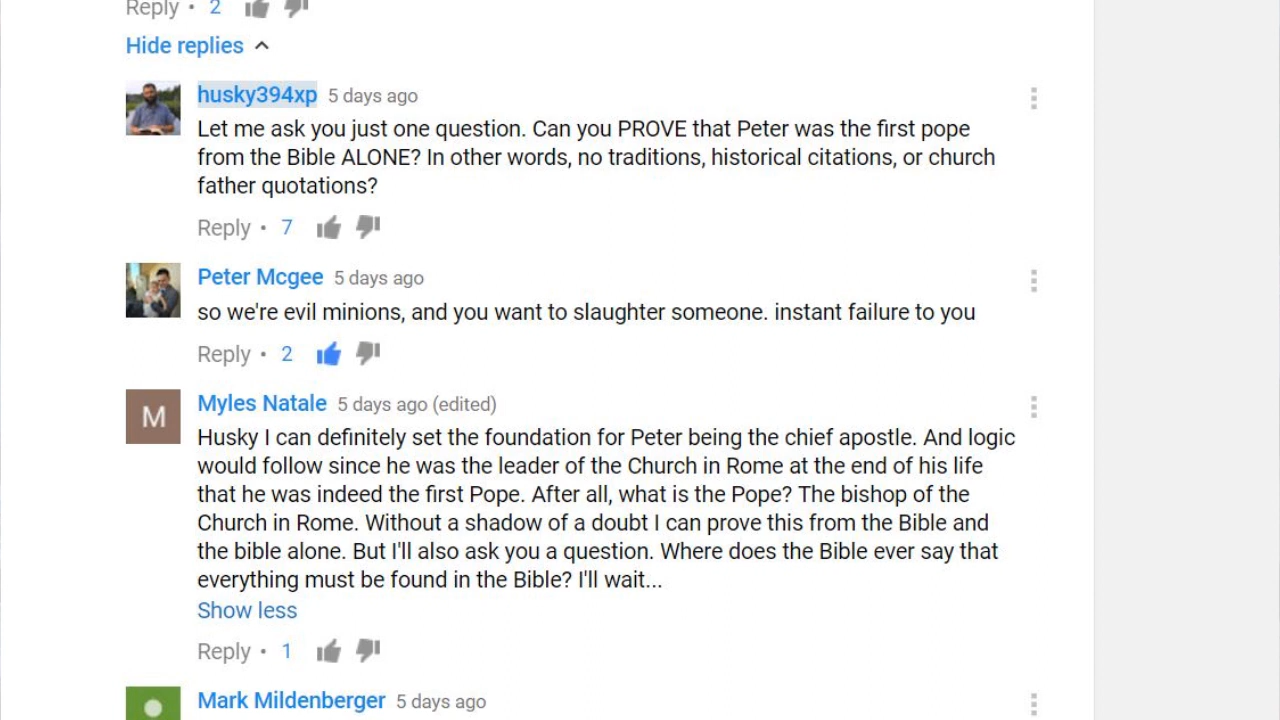 Reply • 2
Hide replies
husky394xp 5 days ago
Let me ask you just one question. Can you PROVE that Peter was the first pope
from the Bible ALONE? In other words, no traditions, historical citations, or church
father quotations?
Reply • 7
Peter Mcgee 5 days ago
so we're evil minions, and you want to slaughter someone. instant failure to you
Reply • 2
M
Myles Natale 5 days ago (edited)
Husky I can definitely set the foundation for Peter being the chief apostle. And logic
would follow since he was the leader of the Church in Rome at the end of his life
that he was indeed the first Pope. After all, what is the Pope? The bishop of the
Church in Rome. Without a shadow of a doubt I can prove this from the Bible and
the bible alone. But I'll also ask you a question. Where does the Bible ever say that
everything must be found in the Bible? I'll wait...
Show less
Reply • 1
Mark Mildenberger 5 days ago